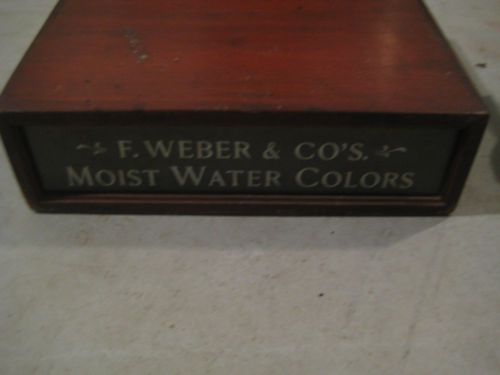 F. WEBER & CO'S.
MOIST WATER COLORS